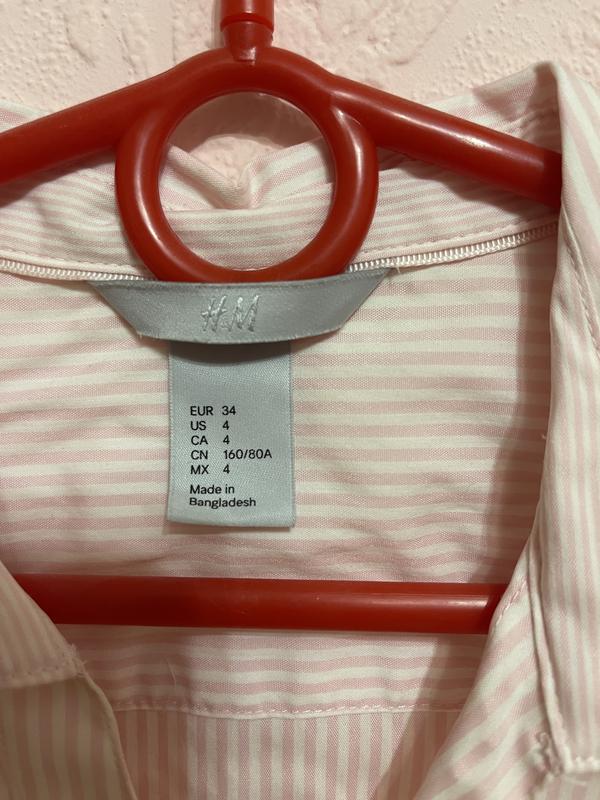 H&M
EUR 34
US 4
CA 4
CN 160/80A
MX 4
Made in
Bangladesh